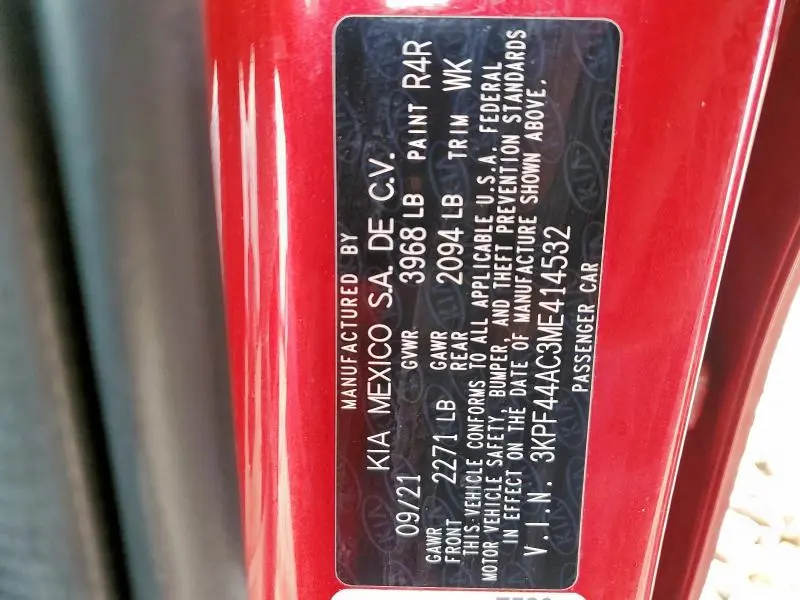 MANUFACTURED BY
KIA MEXICO S.A. DE C.V.
09/21 GVWR 3968 LB PAINT R4R
GAWR FRONT 2271 LB GAWR REAR 2094 LB TRIM WK
THIS VEHICLE CONFORMS TO ALL APPLICABLE U.S.A. FEDERAL
MOTOR VEHICLE SAFETY, BUMPER, AND THEFT PREVENTION STANDARDS
IN EFFECT ON THE DATE OF MANUFACTURE SHOWN ABOVE.
V.I.N. 3KPF44AC3ME414532
PASSENGER CAR